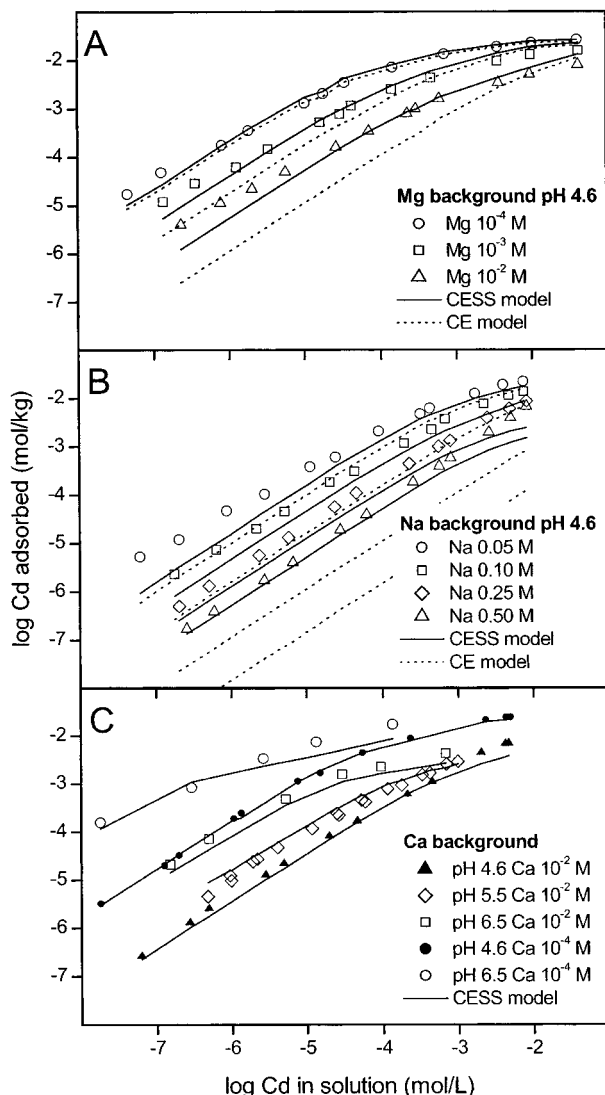 A
-2
-3
-4
-5
-6
-7
Mg background pH 4.6
Mg 10-4 M
Mg 10-3 M
Mg 10-2 M
CESS model
CE model
B
-2
-3
-4
-5
-6
-7
Na background pH 4.6
Na 0.05 M
Na 0.10 M
Na 0.25 M
Na 0.50 M
CESS model
CE model
log Cd adsorbed (mol/kg)
C
-2
-3
-4
-5
-6
-7
Ca background
pH 4.6 Ca 10-2 M
pH 5.5 Ca 10-2 M
pH 6.5 Ca 10-2 M
pH 4.6 Ca 10-4 M
pH 6.5 Ca 10-4 M
CESS model
-7 -6 -5 -4 -3 -2 -1
log Cd in solution (mol/L)